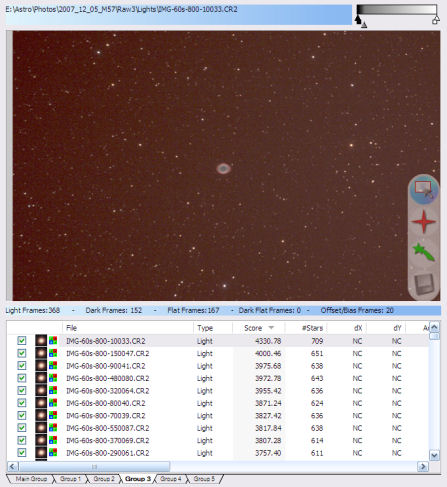 E:\Astro\Photos\2007_12_05_M57\Raw3\Lights\IMG-60s-800-10033.CR2
Light Frames:368 - Dark Frames: 152 - Flat Frames:167 - Dark Flat Frames: 0 - Offset/Bias Frames: 20
File Type Score #Stars dX dY
IMG-60s-800-10033.CR2 Light 4330.78 709 NC NC
IMG-60s-800-150047.CR2 Light 4000.46 651 NC NC
IMG-60s-800-90041.CR2 Light 3975.68 638 NC NC
IMG-60s-800-480080.CR2 Light 3972.78 643 NC NC
IMG-60s-800-320064.CR2 Light 3955.42 636 NC NC
IMG-60s-800-80040.CR2 Light 3871.24 624 NC NC
IMG-60s-800-70039.CR2 Light 3827.42 636 NC NC
IMG-60s-800-550087.CR2 Light 3817.84 638 NC NC
IMG-60s-800-370069.CR2 Light 3807.28 614 NC NC
IMG-60s-800-290061.CR2 Light 3757.40 611 NC NC
Main Group Group 1 Group 2 Group 3 Group 4 Group 5